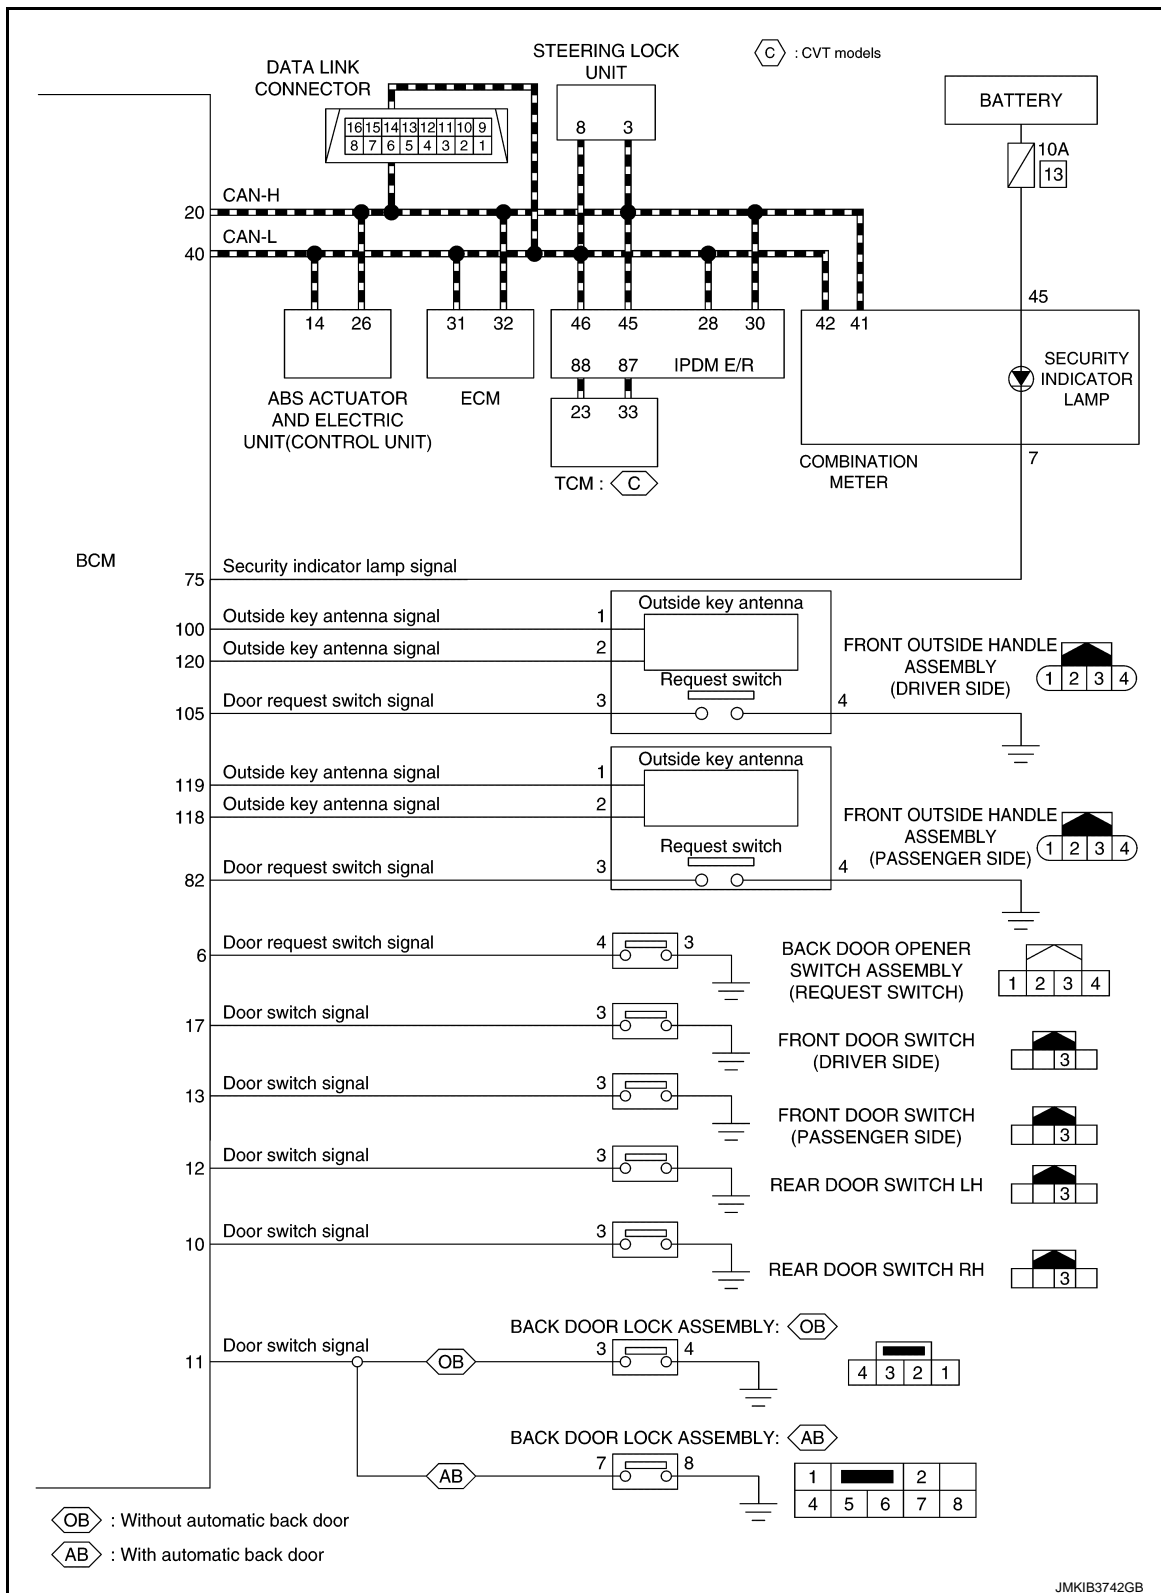 STEERING LOCK
UNIT
C : CVT models
DATA LINK
CONNECTOR
BATTERY
16 15 14 13 12 11 10 9
8 7 6 5 4 3 2 1
8 3
10A
13
CAN-H
20
CAN-L
40
45
14 26
31 32
46 45 28 30
42 41
88 87 IPDM E/R
SECURITY
INDICATOR
LAMP
ABS ACTUATOR
AND ELECTRIC
UNIT(CONTROL UNIT)
ECM
23 33
TCM : C
COMBINATION
METER
7
BCM
75 Security indicator lamp signal
Outside key antenna
100 Outside key antenna signal 1
120 Outside key antenna signal 2
Request switch
105 Door request switch signal 3 4
FRONT OUTSIDE HANDLE
ASSEMBLY
(DRIVER SIDE)
1 2 3 4
Outside key antenna
119 Outside key antenna signal 1
118 Outside key antenna signal 2
Request switch
82 Door request switch signal 3 4
FRONT OUTSIDE HANDLE
ASSEMBLY
(PASSENGER SIDE)
1 2 3 4
6 Door request switch signal 4 3
BACK DOOR OPENER
SWITCH ASSEMBLY
(REQUEST SWITCH)
1 2 3 4
17 Door switch signal 3
FRONT DOOR SWITCH
(DRIVER SIDE)
3
13 Door switch signal 3
FRONT DOOR SWITCH
(PASSENGER SIDE)
3
12 Door switch signal 3
REAR DOOR SWITCH LH
3
10 Door switch signal 3
REAR DOOR SWITCH RH
3
BACK DOOR LOCK ASSEMBLY: OB
11 Door switch signal OB 3 4
4 3 2 1
BACK DOOR LOCK ASSEMBLY: AB
AB 7 8
1 2
4 5 6 7 8
OB : Without automatic back door
AB : With automatic back door
JMKIB3742GB